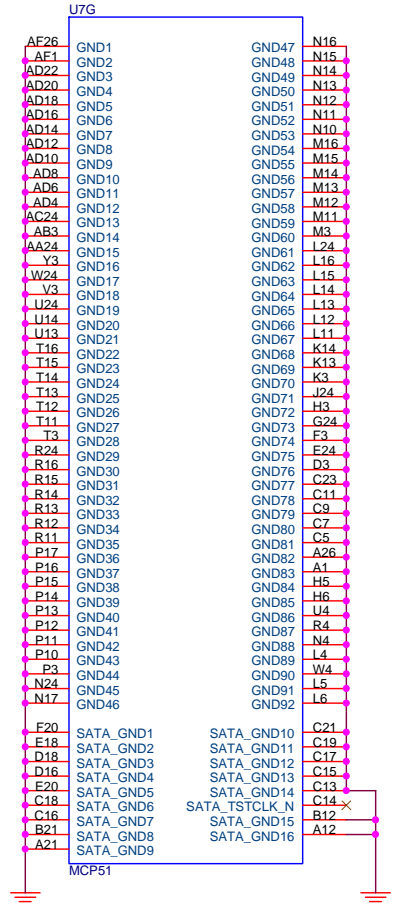 U7G
AF26 GND1 GND47 N16
AF1 GND2 GND48 N15
AD22 GND3 GND49 N14
AD20 GND4 GND50 N13
AD18 GND5 GND51 N12
AD16 GND6 GND52 N11
AD14 GND7 GND53 N10
AD12 GND8 GND54 M16
AD10 GND9 GND55 M15
AD8 GND10 GND56 M14
AD6 GND11 GND57 M13
AD4 GND12 GND58 M12
AC24 GND13 GND59 M11
AB3 GND14 GND60 M3
AA24 GND15 GND61 L24
Y3 GND16 GND62 L16
W24 GND17 GND63 L15
V3 GND18 GND64 L14
U24 GND19 GND65 L13
U14 GND20 GND66 L12
U13 GND21 GND67 L11
T16 GND22 GND68 K14
T15 GND23 GND69 K13
T14 GND24 GND70 K3
T13 GND25 GND71 J24
T12 GND26 GND72 H3
T11 GND27 GND73 G24
T3 GND28 GND74 F3
R24 GND29 GND75 E24
R16 GND30 GND76 D3
R15 GND31 GND77 C23
R14 GND32 GND78 C11
R13 GND33 GND79 C9
R12 GND34 GND80 C7
R11 GND35 GND81 C5
P17 GND36 GND82 A26
P16 GND37 GND83 A1
P15 GND38 GND84 H5
P14 GND39 GND85 H6
P13 GND40 GND86 U4
P12 GND41 GND87 R4
P11 GND42 GND88 N4
P10 GND43 GND89 L4
P3 GND44 GND90 W4
N24 GND45 GND91 L5
N17 GND46 GND92 L6
F20 SATA_GND1 SATA_GND10 C21
E18 SATA_GND2 SATA_GND11 C19
D18 SATA_GND3 SATA_GND12 C17
D16 SATA_GND4 SATA_GND13 C15
E20 SATA_GND5 SATA_GND14 C13
C18 SATA_GND6 SATA_TSTCLK_N C14
C16 SATA_GND7 SATA_GND15 B12
B21 SATA_GND8 SATA_GND16 A12
A21 SATA_GND9
MCP51